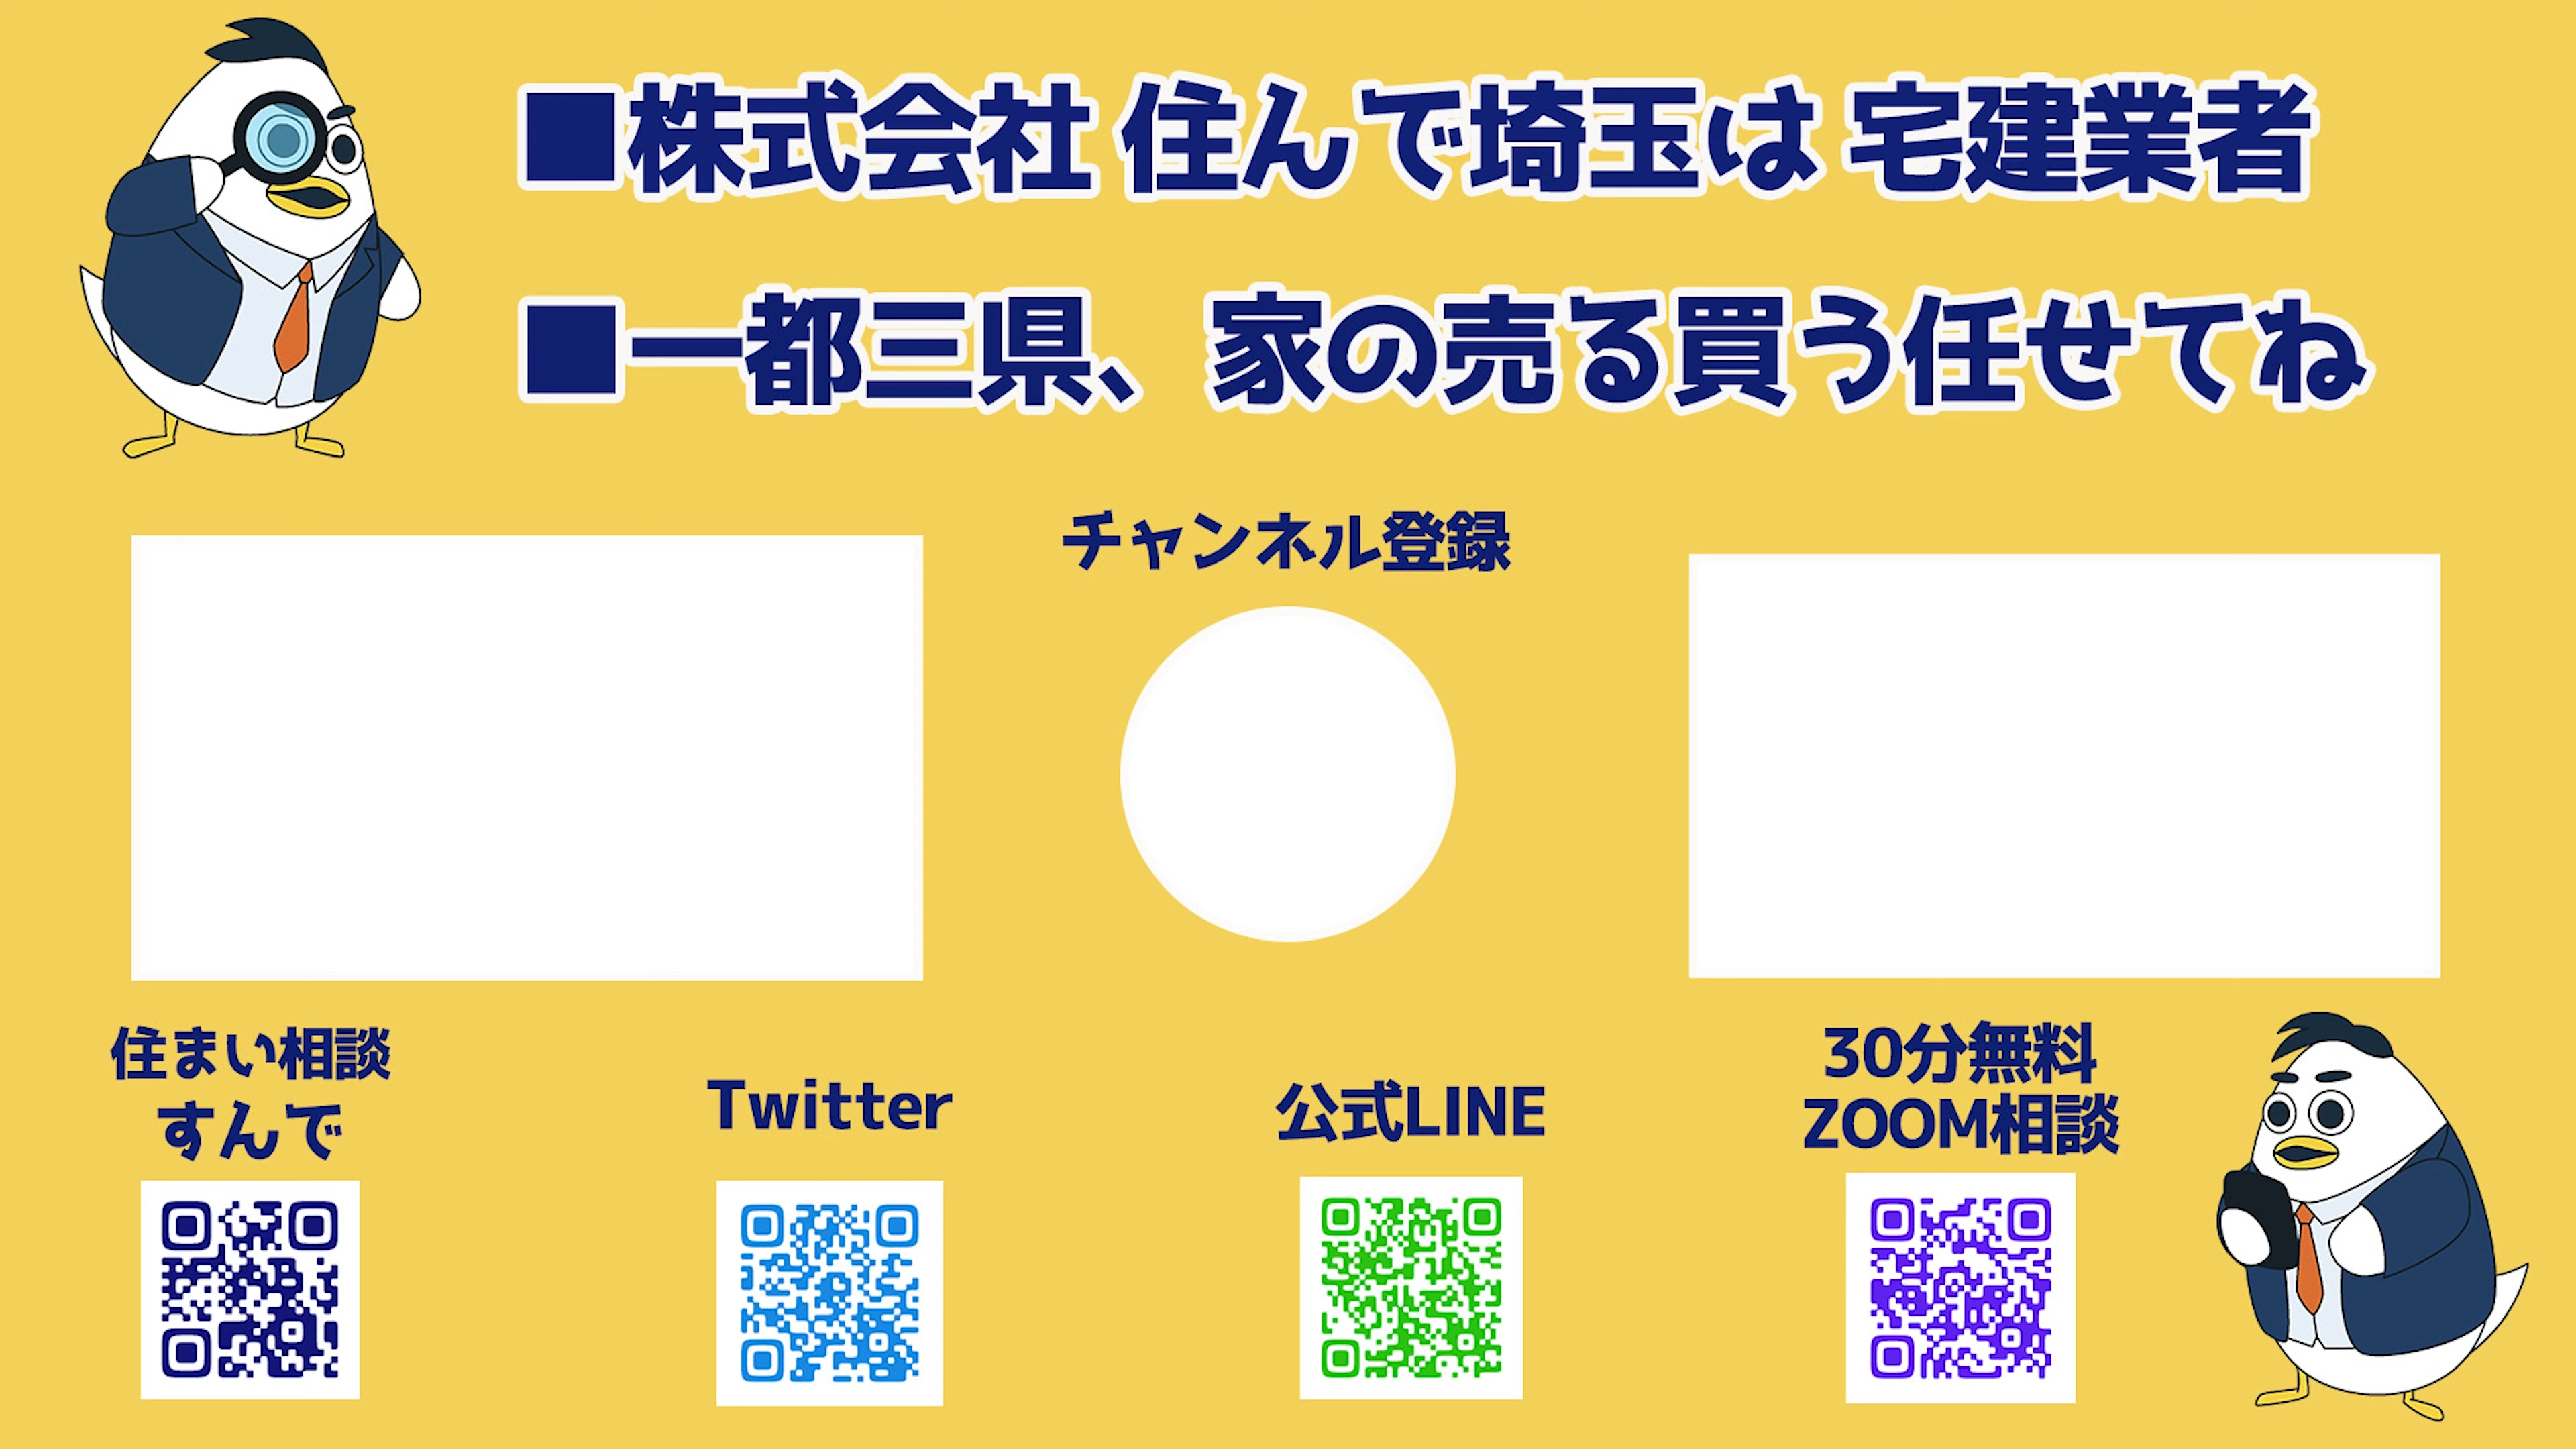 ■株式会社 住んで埼玉は 宅建業者
■一都三県、家の売る買う任せてね
チャンネル登録
住まい相談
すんで
Twitter
公式LINE
30分無料
ZOOM相談